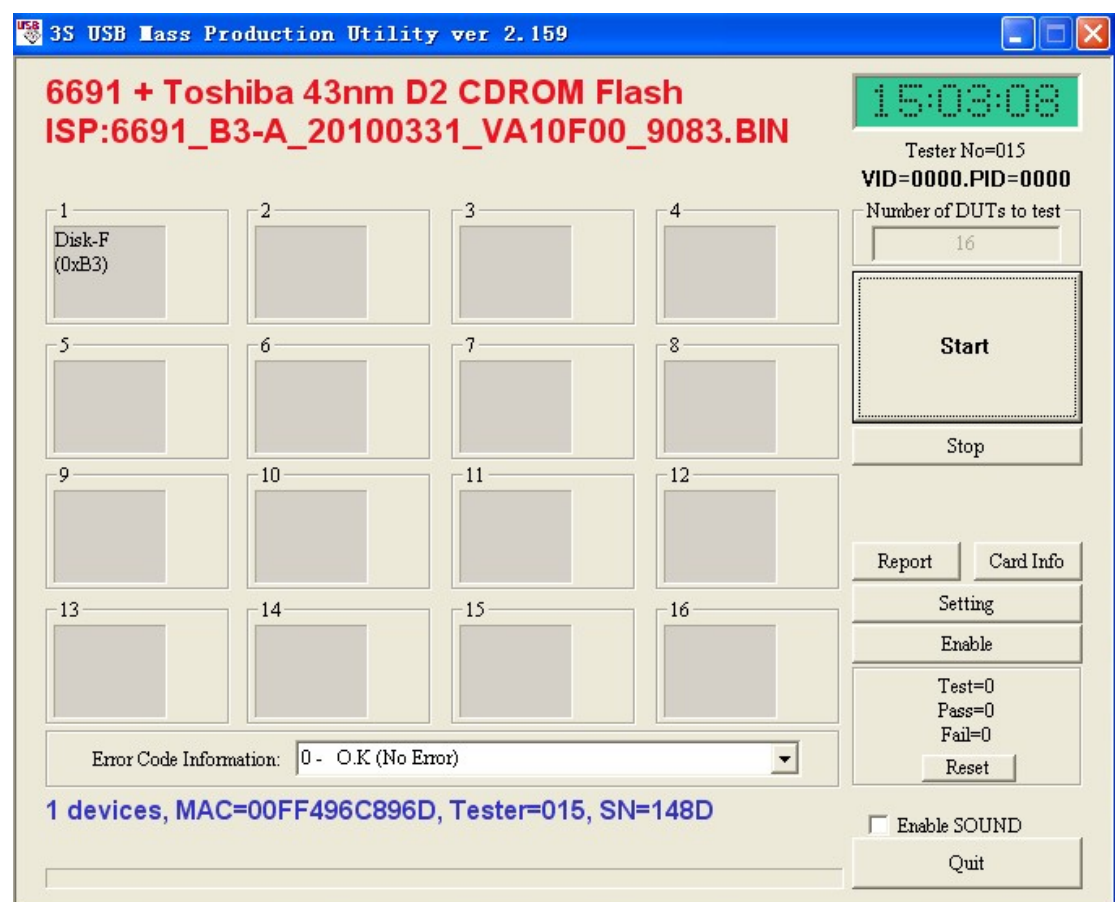 USB
3S USB Mass Production Utility ver 2.159
6691 + Toshiba 43nm D2 CDROM Flash
ISP:6691_B3-A_20100331_VA10F00_9083.BIN
15:03:08
Tester No=015
VID=0000.PID=0000
Number of DUTs to test
16
1
Disk-F
(0xB3)
2
3
4
5
6
7
8
9
10
11
12
13
14
15
16
Start
Stop
Report
Card Info
Setting
Enable
Test=0
Pass=0
Fail=0
Reset
Error Code Information:
0 -   O.K (No Error)
1 devices, MAC=00FF496C896D, Tester=015, SN=148D
Enable SOUND
Quit